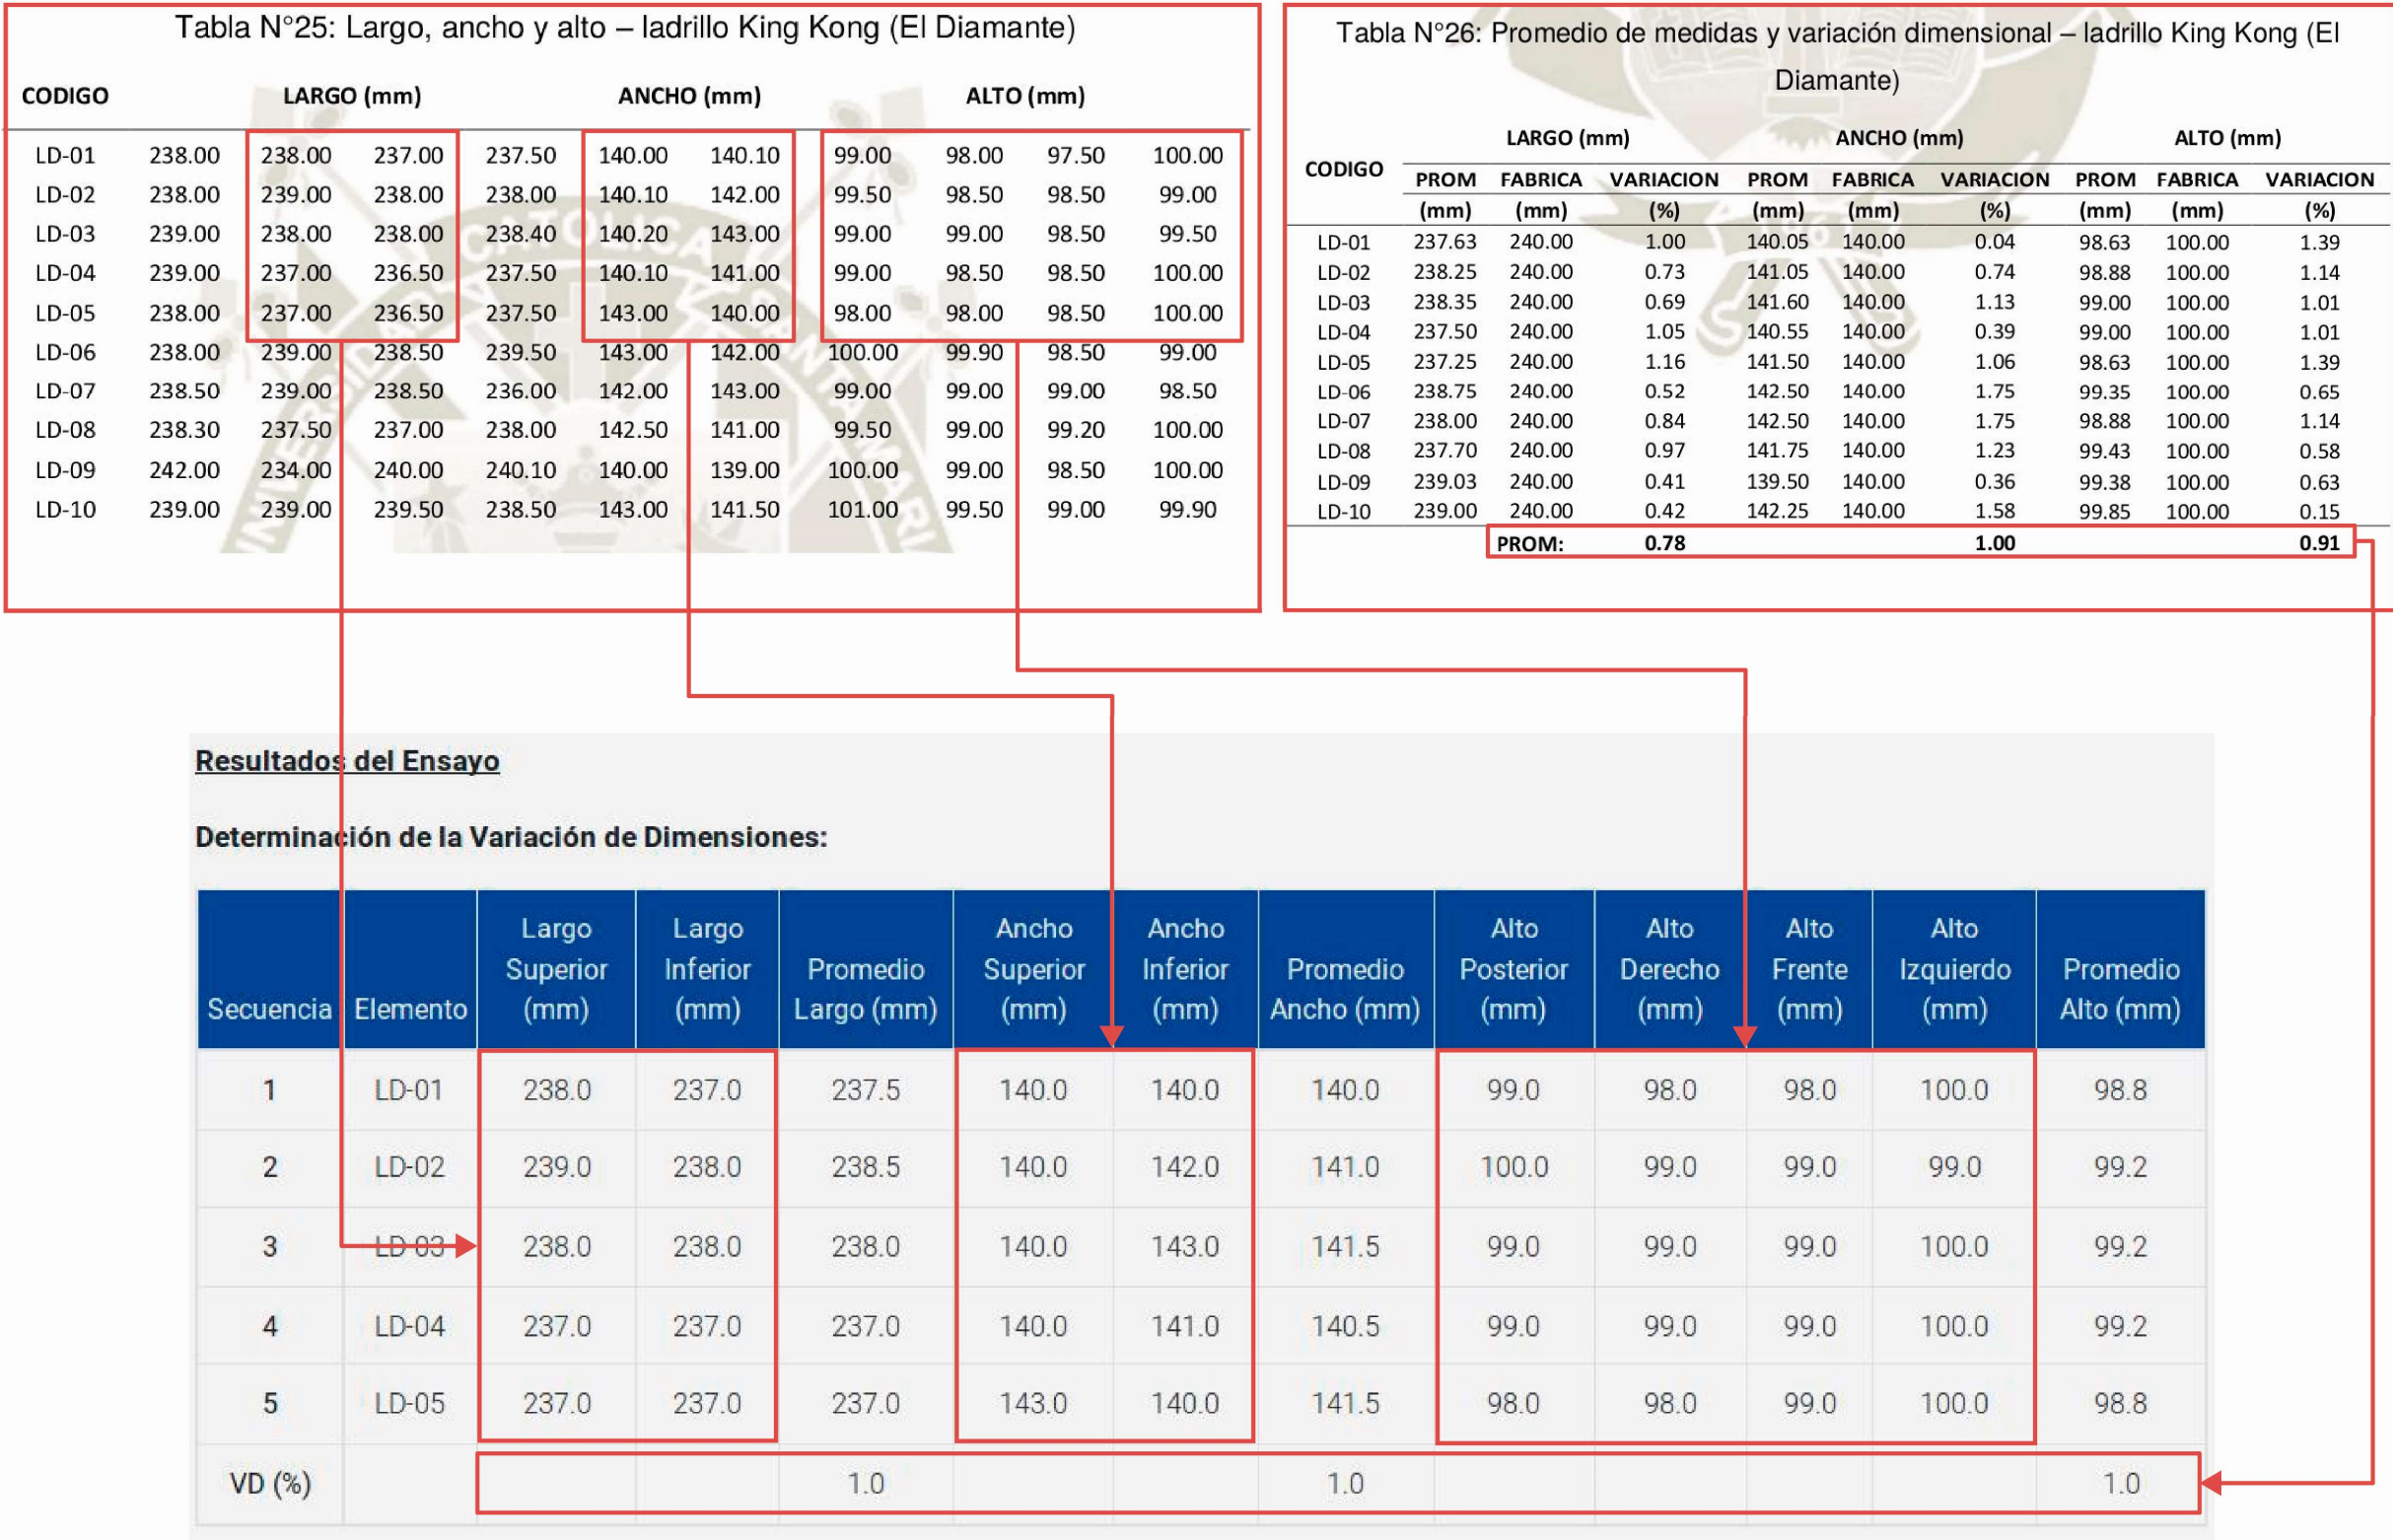 Tabla N°25: Largo, ancho y alto – ladrillo King Kong (El Diamante)
CODIGO LARGO (mm) ANCHO (mm) ALTO (mm)
LD-01 238.00 238.00 237.00 237.50 140.00 140.10 99.00 98.00 97.50 100.00
LD-02 238.00 239.00 238.00 238.00 140.10 142.00 99.50 98.50 98.50 99.00
LD-03 239.00 238.00 238.00 238.40 140.20 143.00 99.00 99.00 98.50 99.50
LD-04 239.00 237.00 236.50 237.50 140.10 141.00 99.00 98.50 98.50 100.00
LD-05 238.00 237.00 236.50 237.50 143.00 140.00 98.00 98.00 98.50 100.00
LD-06 238.00 239.00 238.50 239.50 143.00 142.00 100.00 99.90 98.50 99.00
LD-07 238.50 239.00 238.50 236.00 142.00 143.00 99.00 99.00 99.00 98.50
LD-08 238.30 237.50 237.00 238.00 142.50 141.00 99.50 99.00 99.20 100.00
LD-09 242.00 234.00 240.00 240.10 140.00 139.00 100.00 99.00 98.50 100.00
LD-10 239.00 239.00 239.50 238.50 143.00 141.50 101.00 99.50 99.00 99.90
Tabla N°26: Promedio de medidas y variación dimensional – ladrillo King Kong (El
Diamante)
LARGO (mm) ANCHO (mm) ALTO (mm)
CODIGO PROM FABRICA VARIACION PROM FABRICA VARIACION PROM FABRICA VARIACION
(mm) (mm) (%) (mm) (mm) (%) (mm) (mm) (%)
LD-01 237.63 240.00 1.00 140.05 140.00 0.04 98.63 100.00 1.39
LD-02 238.25 240.00 0.73 141.05 140.00 0.74 98.88 100.00 1.14
LD-03 238.35 240.00 0.69 141.60 140.00 1.13 99.00 100.00 1.01
LD-04 237.50 240.00 1.05 140.55 140.00 0.39 99.00 100.00 1.01
LD-05 237.25 240.00 1.16 141.50 140.00 1.06 98.63 100.00 1.39
LD-06 238.75 240.00 0.52 142.50 140.00 1.75 99.35 100.00 0.65
LD-07 238.00 240.00 0.84 142.50 140.00 1.75 98.88 100.00 1.14
LD-08 237.70 240.00 0.97 141.75 140.00 1.23 99.43 100.00 0.58
LD-09 239.03 240.00 0.41 139.50 140.00 0.36 99.38 100.00 0.63
LD-10 239.00 240.00 0.42 142.25 140.00 1.58 99.85 100.00 0.15
PROM: 0.78 1.00 0.91
Resultados del Ensayo
Determinación de la Variación de Dimensiones:
Secuencia Elemento Largo Superior (mm) Largo Inferior (mm) Promedio Largo (mm) Ancho Superior (mm) Ancho Inferior (mm) Promedio Ancho (mm) Alto Posterior (mm) Alto Derecho (mm) Alto Frente (mm) Alto Izquierdo (mm) Promedio Alto (mm)
1 LD-01 238.0 237.0 237.5 140.0 140.0 140.0 99.0 98.0 98.0 100.0 98.8
2 LD-02 239.0 238.0 238.5 140.0 142.0 141.0 100.0 99.0 99.0 99.0 99.2
3 LD-03 238.0 238.0 238.0 140.0 143.0 141.5 99.0 99.0 99.0 100.0 99.2
4 LD-04 237.0 237.0 237.0 140.0 141.0 140.5 99.0 99.0 99.0 100.0 99.2
5 LD-05 237.0 237.0 237.0 143.0 140.0 141.5 98.0 98.0 99.0 100.0 98.8
VD (%) 1.0 1.0 1.0